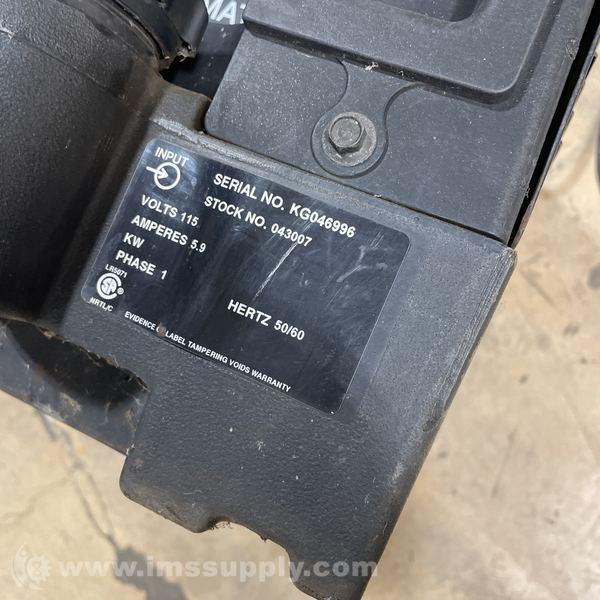 MA
INPUT
SERIAL NO. KG046996
STOCK NO. 043007
VOLTS 115
AMPERES 5.9
KW
PHASE 1
HERTZ 50/60
LR5071
NRTL/C
EVIDENCE OF LABEL TAMPERING VOIDS WARRANTY
www.imssupply.com